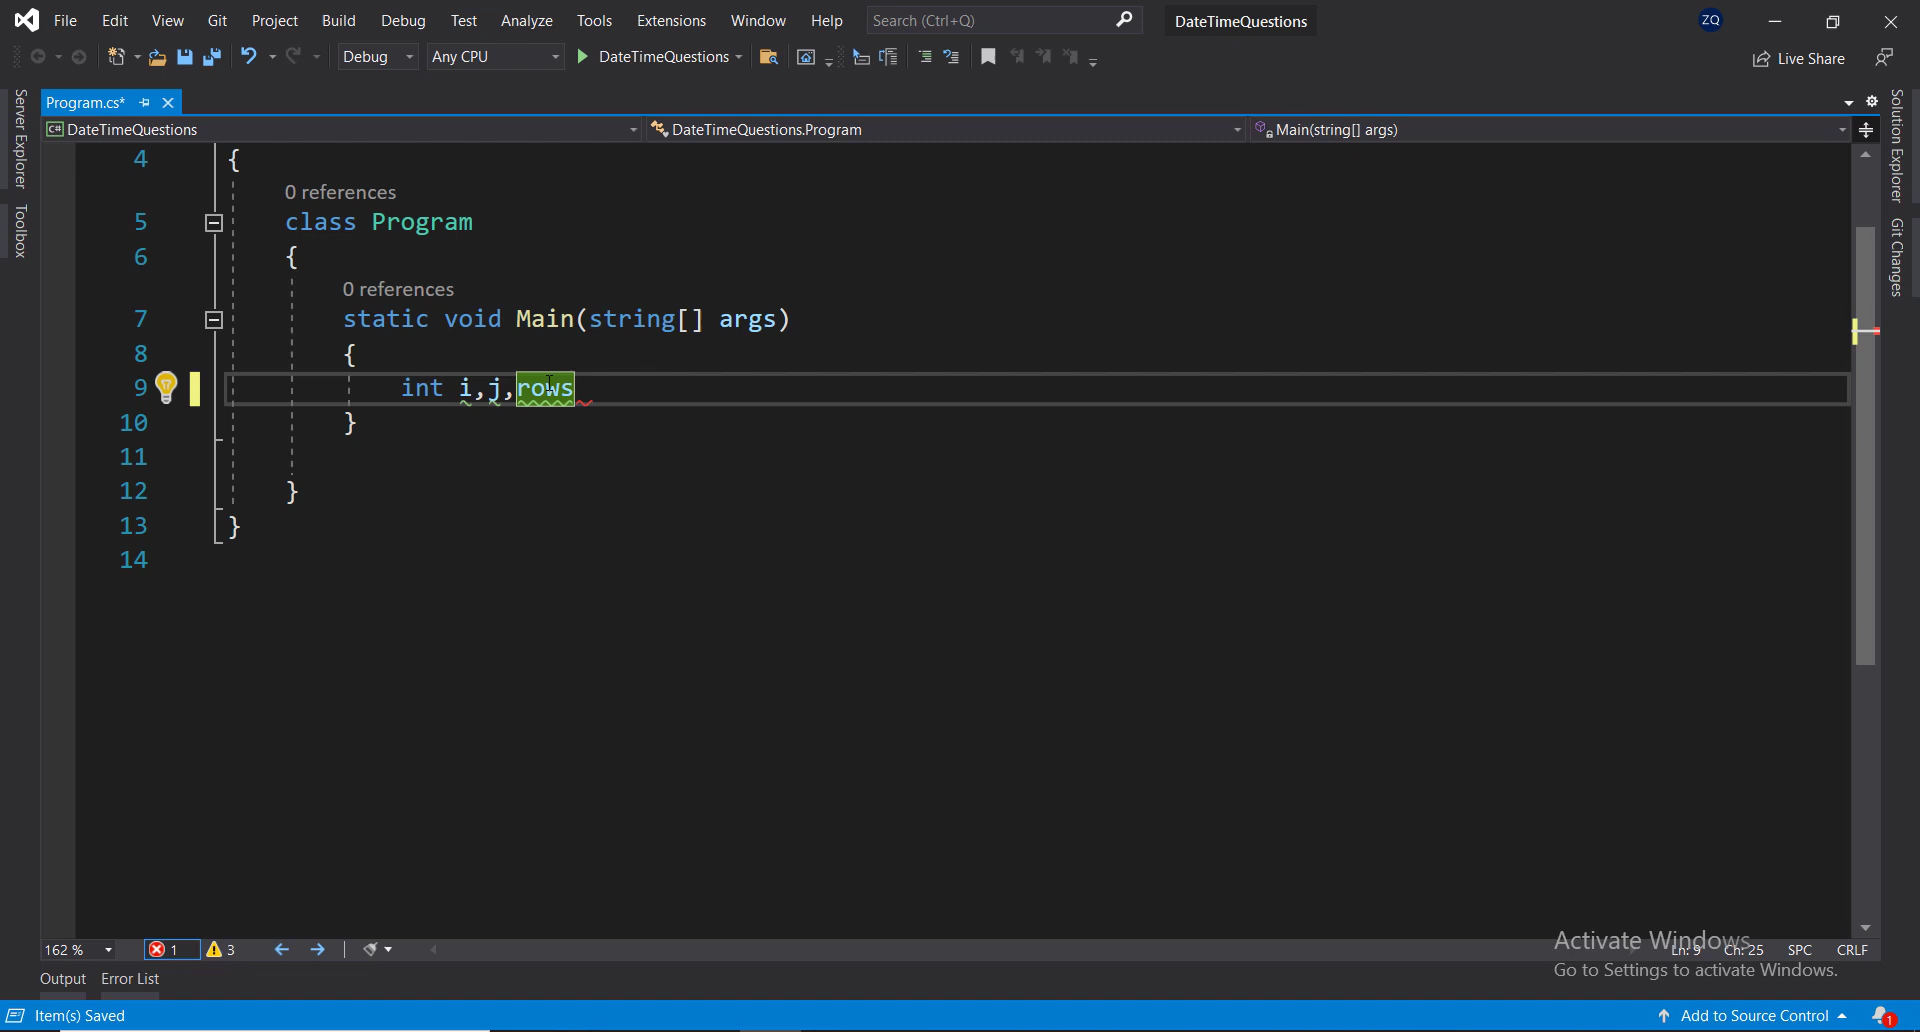 File Edit View Git Project Build Debug Test Analyze Tools Extensions Window Help Search (Ctrl+Q) DateTimeQuestions ZQ
Debug Any CPU DateTimeQuestions Live Share
Server Explorer
Toolbox
Program.cs*
C# DateTimeQuestions DateTimeQuestions.Program Main(string[] args)
Solution Explorer
Git Changes
4 {
0 references
5 class Program
6 {
0 references
7 static void Main(string[] args)
8 {
9 int i,j,rows
10 }
11
12 }
13 }
14
Activate Windows
Go to Settings to activate Windows.
162 % 1 3 Ln: 9 Ch: 25 SPC CRLF
Output Error List
Item(s) Saved Add to Source Control 1